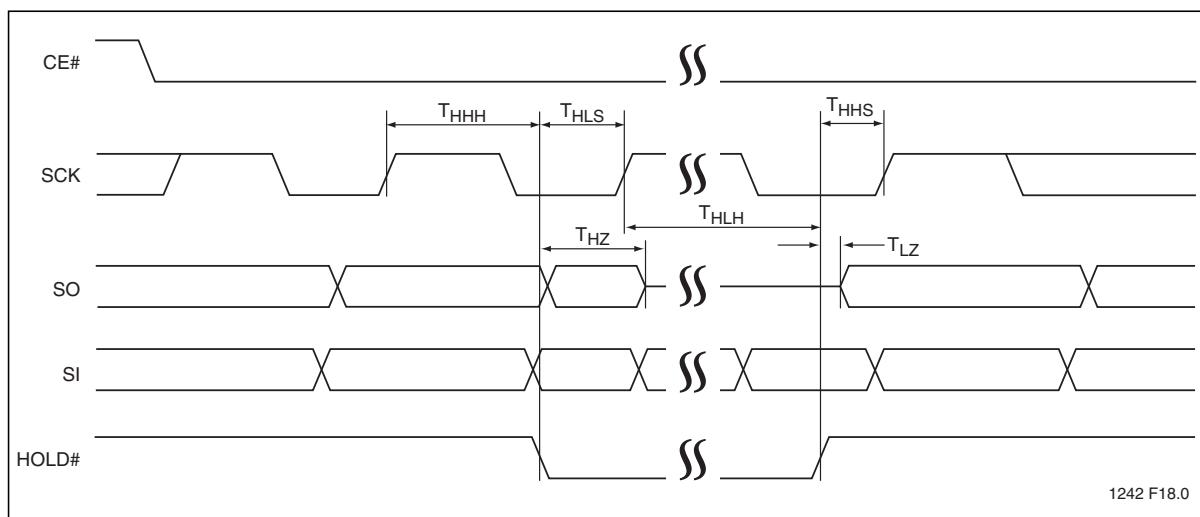 CE#
T_HHH T_HLS T_HHS
SCK
T_HLH
T_HZ T_LZ
SO
SI
HOLD#
1242 F18.0